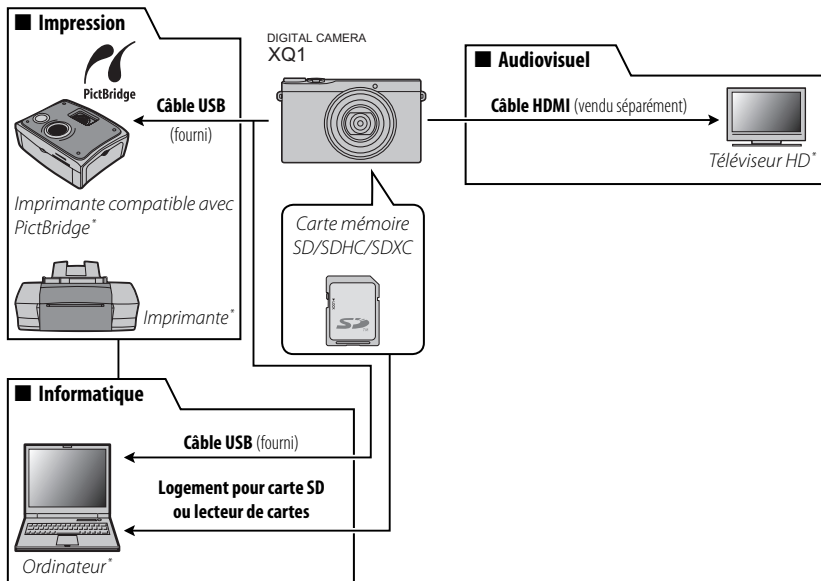 ■ Impression
PictBridge
Câble USB
(fourni)
Imprimante compatible avec
PictBridge*
Imprimante*
DIGITAL CAMERA
XQ1
Carte mémoire
SD/SDHC/SDXC
SD
■ Audiovisuel
Câble HDMI (vendu séparément)
Téléviseur HD*
■ Informatique
Câble USB (fourni)
Logement pour carte SD
ou lecteur de cartes
Ordinateur*